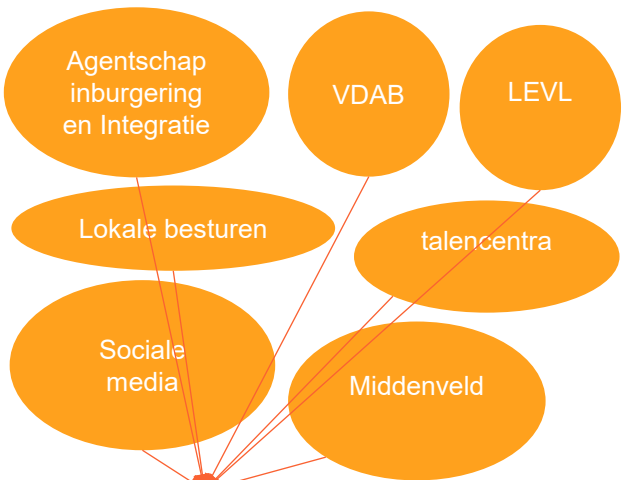 Agentschap
inburgering
en Integratie
VDAB
LEVL
Lokale besturen
talencentra
Sociale
media
Middenveld